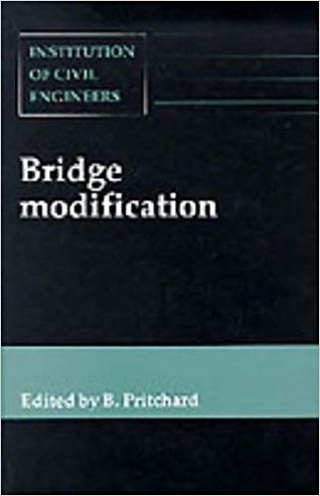 INSTITUTION
OF CIVIL
ENGINEERS
Bridge
modification
Edited by B. Pritchard